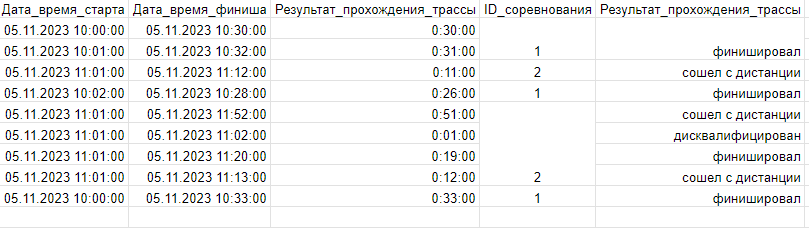 Дата_время_старта Дата_время_финиша Результат_прохождения_трассы ID_соревнования Результат_прохождения_трассы
05.11.2023 10:00:00 05.11.2023 10:30:00 0:30:00
05.11.2023 10:01:00 05.11.2023 10:32:00 0:31:00 1 финишировал
05.11.2023 11:01:00 05.11.2023 11:12:00 0:11:00 2 сошел с дистанции
05.11.2023 10:02:00 05.11.2023 10:28:00 0:26:00 1 финишировал
05.11.2023 11:01:00 05.11.2023 11:52:00 0:51:00 сошел с дистанции
05.11.2023 11:01:00 05.11.2023 11:02:00 0:01:00 дисквалифицирован
05.11.2023 11:01:00 05.11.2023 11:20:00 0:19:00 финишировал
05.11.2023 11:01:00 05.11.2023 11:13:00 0:12:00 2 сошел с дистанции
05.11.2023 10:00:00 05.11.2023 10:33:00 0:33:00 1 финишировал